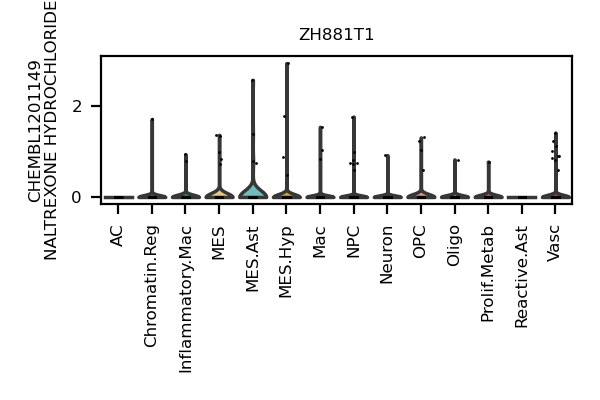 ZH881T1
CHEMBL1201149
NALTREXONE HYDROCHLORIDE
2
0
AC
Chromatin.Reg
Inflammatory.Mac
MES
MES.Ast
MES.Hyp
Mac
NPC
Neuron
OPC
Oligo
Prolif.Metab
Reactive.Ast
Vasc